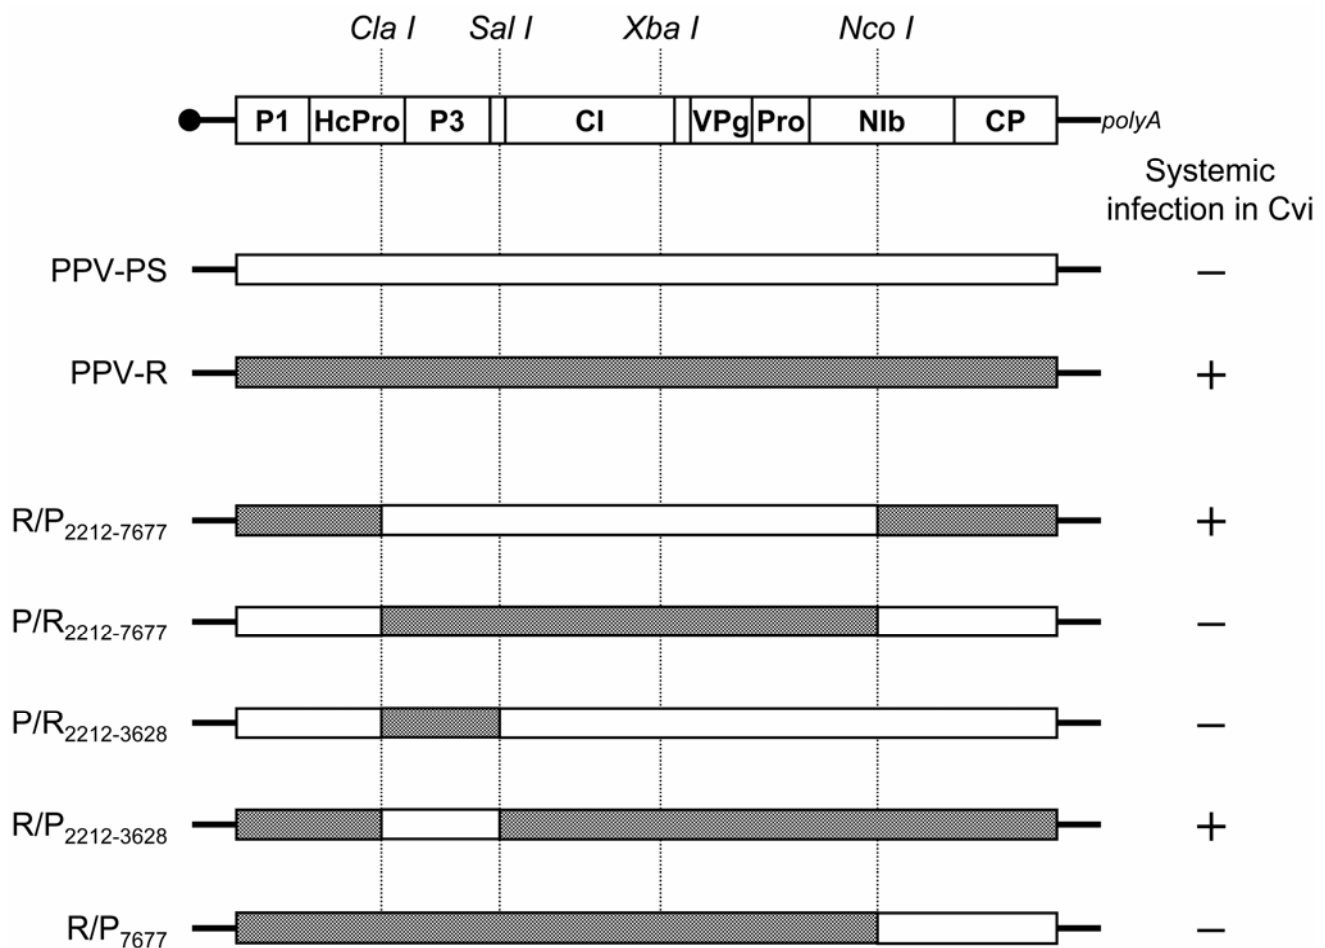 Cla I Sal I Xba I Nco I
P1 HcPro P3 CI VPg Pro NIb CP polyA
Systemic
infection in Cvi
PPV-PS –
PPV-R +
R/P2212-7677 +
P/R2212-7677 –
P/R2212-3628 –
R/P2212-3628 +
R/P7677 –